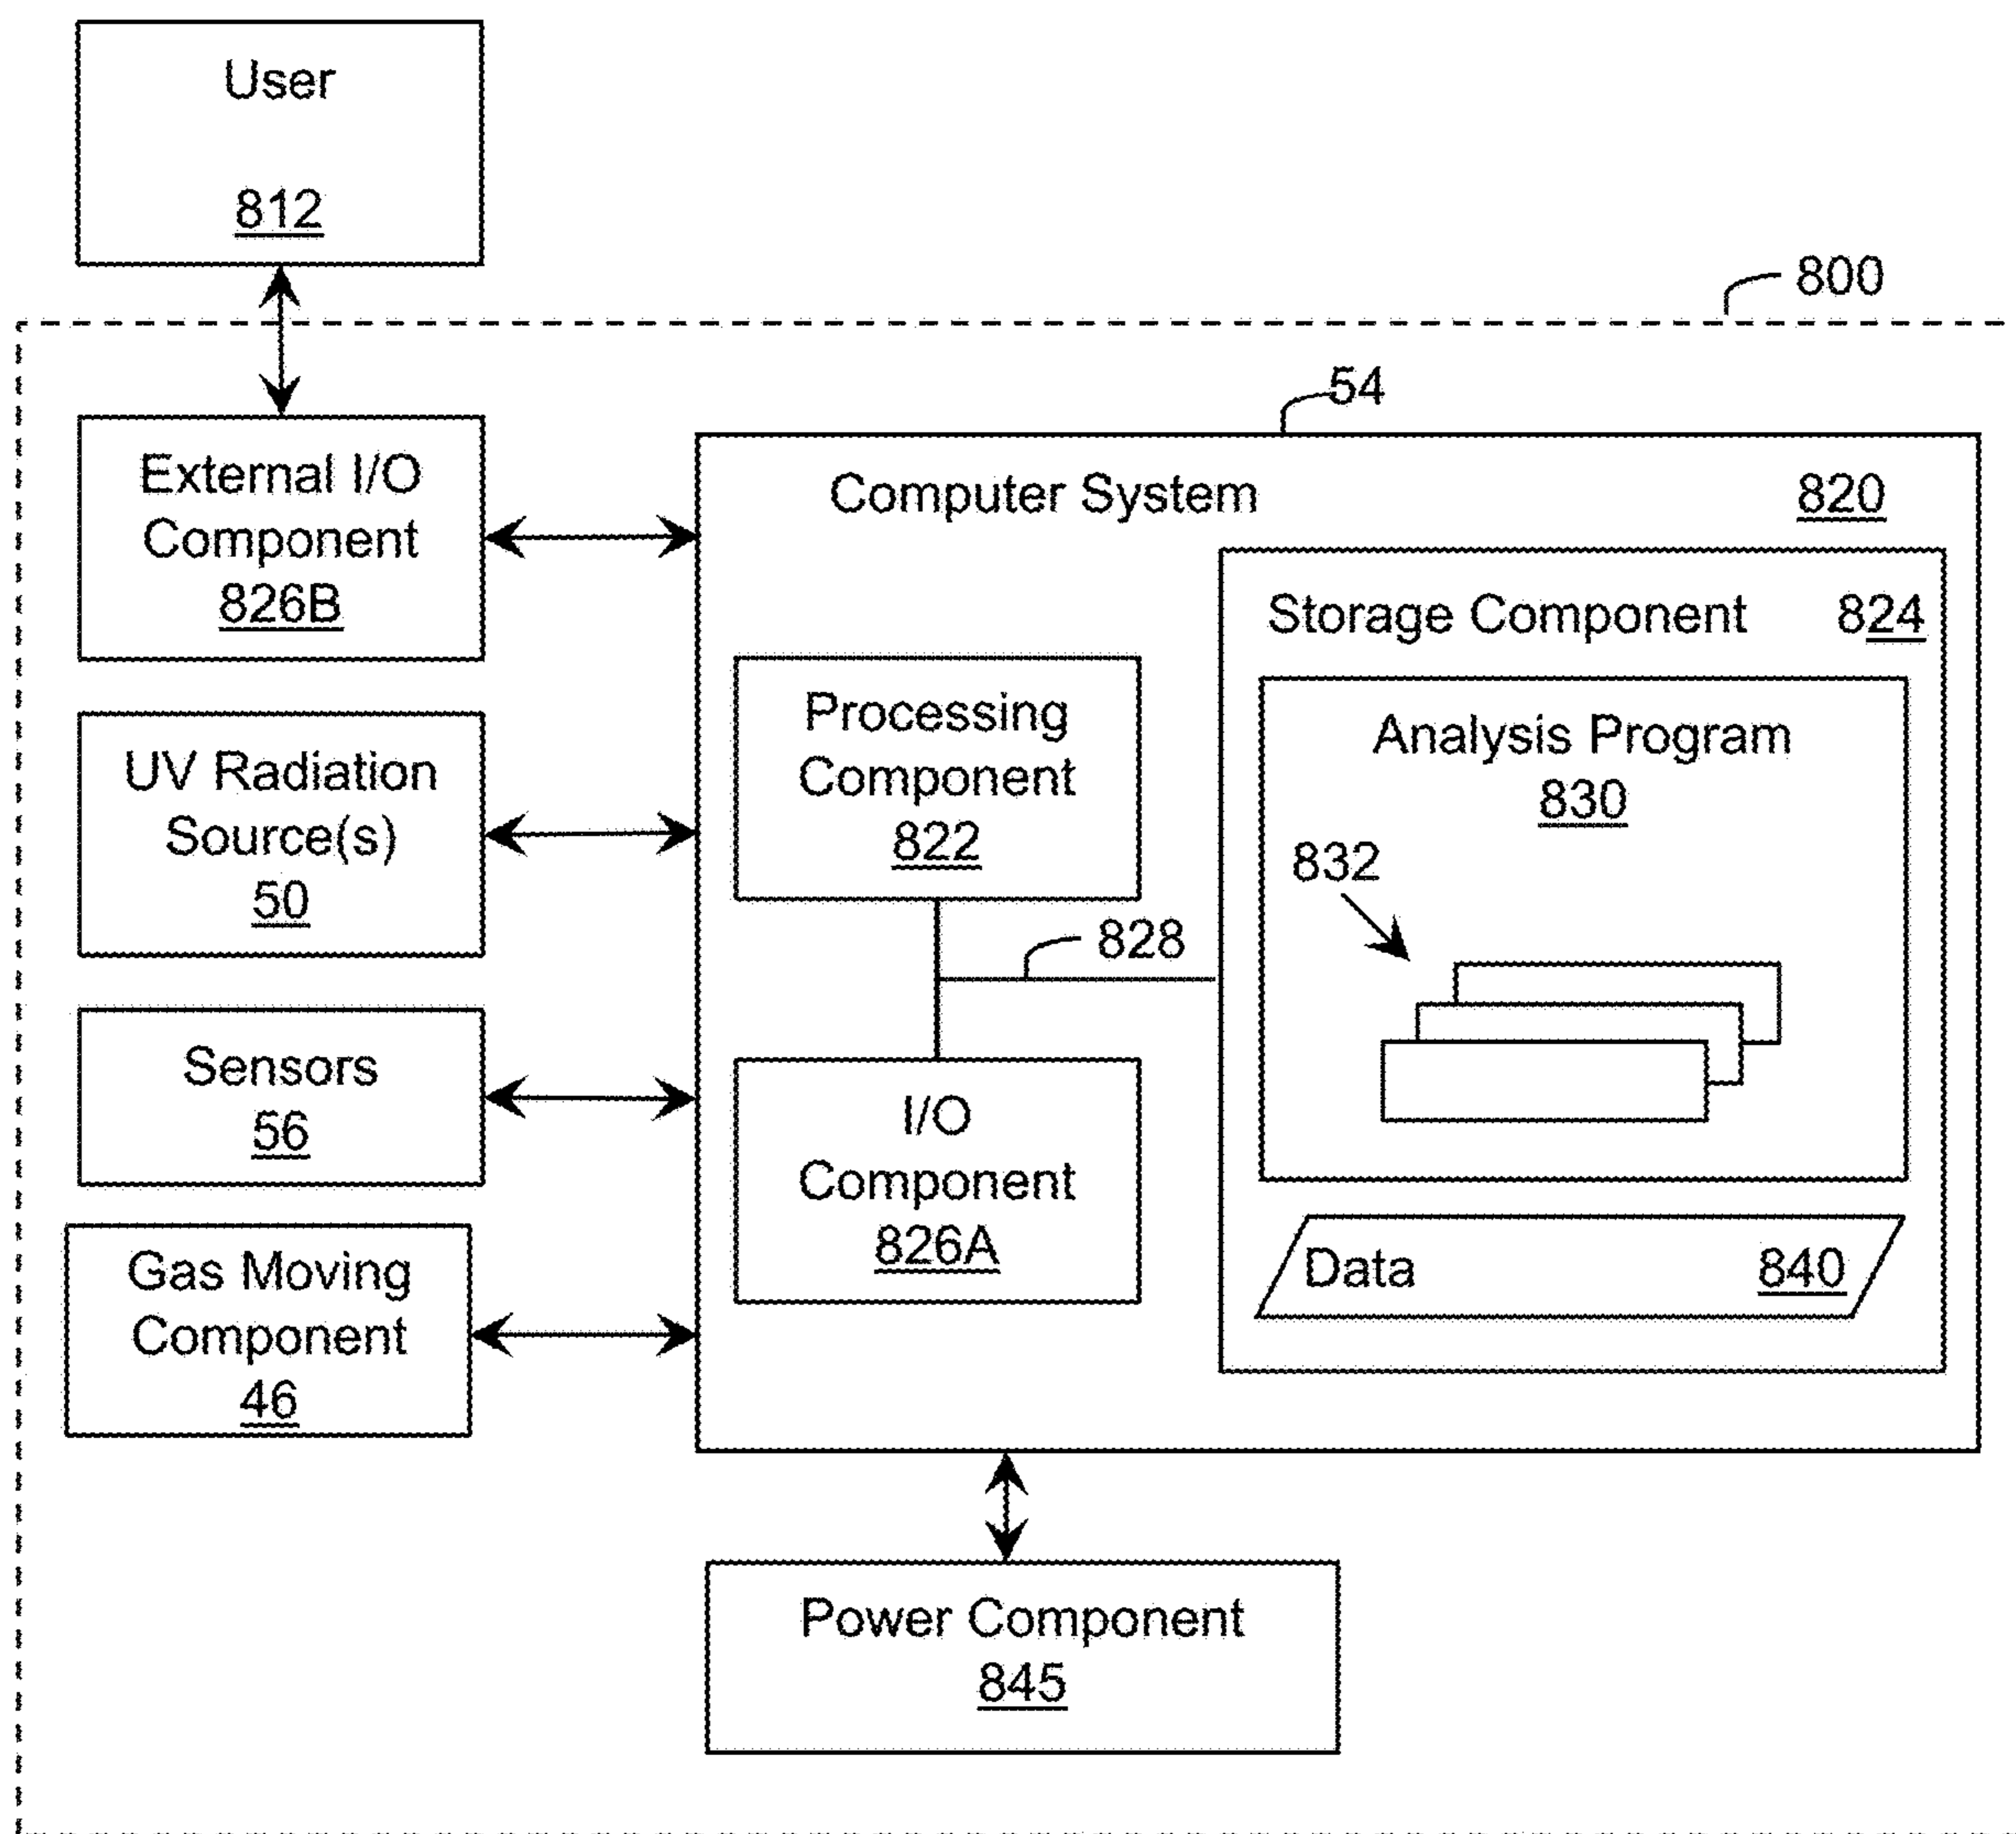 User
812
800
54
External I/O
Component
826B
Computer System 820
Storage Component 824
Processing
Component
822
Analysis Program
830
832
UV Radiation
Source(s)
50
828
Sensors
56
I/O
Component
826A
Gas Moving
Component
46
Data 840
Power Component
845